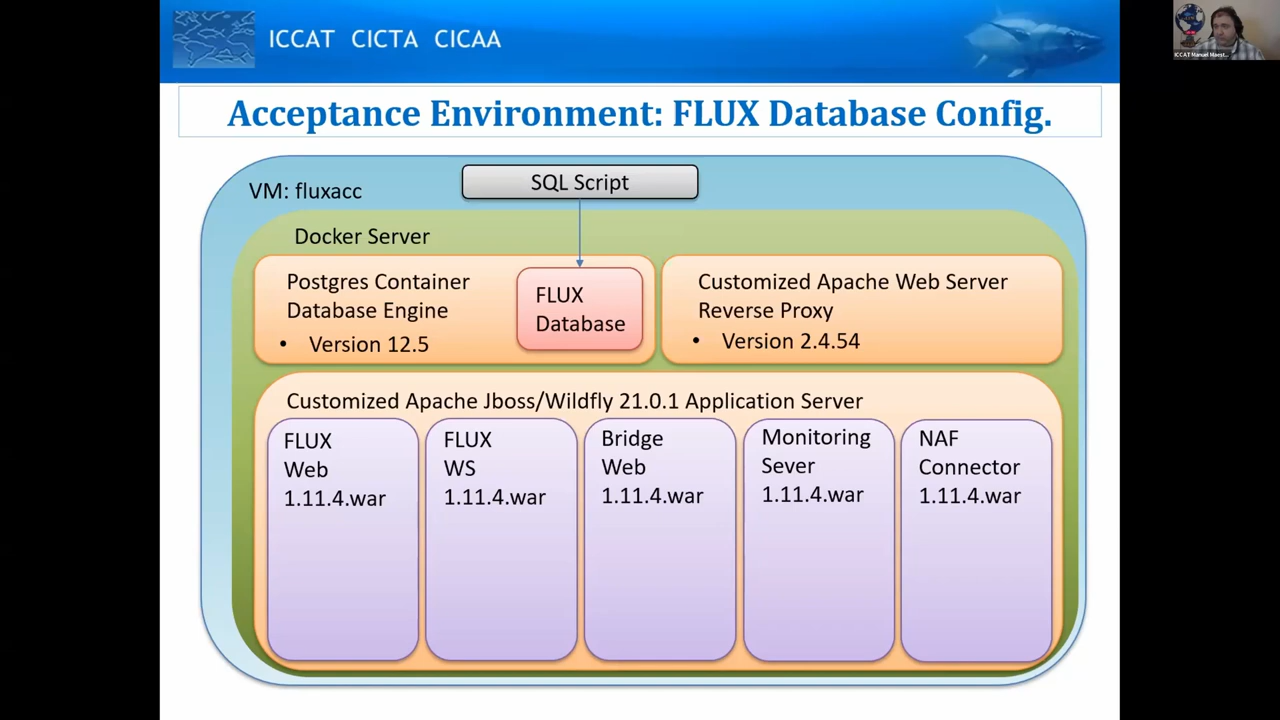 ICCAT CICTA CICAA
ICCAT Manuel Maest...
Acceptance Environment: FLUX Database Config.
VM: fluxacc
SQL Script
Docker Server
Postgres Container
Database Engine
• Version 12.5
FLUX
Database
Customized Apache Web Server
Reverse Proxy
• Version 2.4.54
Customized Apache Jboss/Wildfly 21.0.1 Application Server
FLUX
Web
1.11.4.war
FLUX
WS
1.11.4.war
Bridge
Web
1.11.4.war
Monitoring
Sever
1.11.4.war
NAF
Connector
1.11.4.war